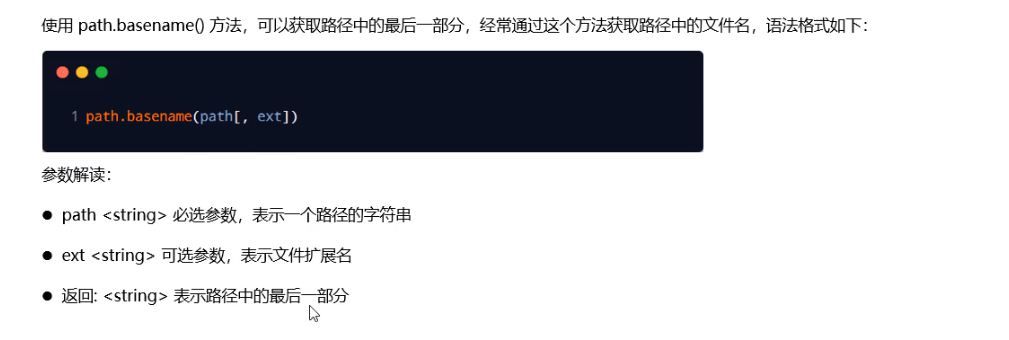 使用 path.basename() 方法，可以获取路径中的最后一部分，经常通过这个方法获取路径中的文件名，语法格式如下：
1 path.basename(path[, ext])
参数解读：
● path <string> 必选参数，表示一个路径的字符串
● ext <string> 可选参数，表示文件扩展名
● 返回: <string> 表示路径中的最后一部分